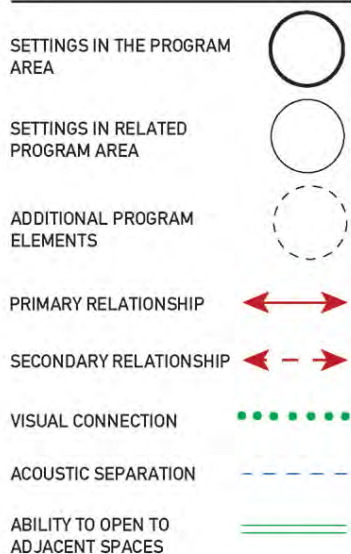 SETTINGS IN THE PROGRAM
AREA
SETTINGS IN RELATED
PROGRAM AREA
ADDITIONAL PROGRAM
ELEMENTS
PRIMARY RELATIONSHIP
SECONDARY RELATIONSHIP
VISUAL CONNECTION
ACOUSTIC SEPARATION
ABILITY TO OPEN TO
ADJACENT SPACES